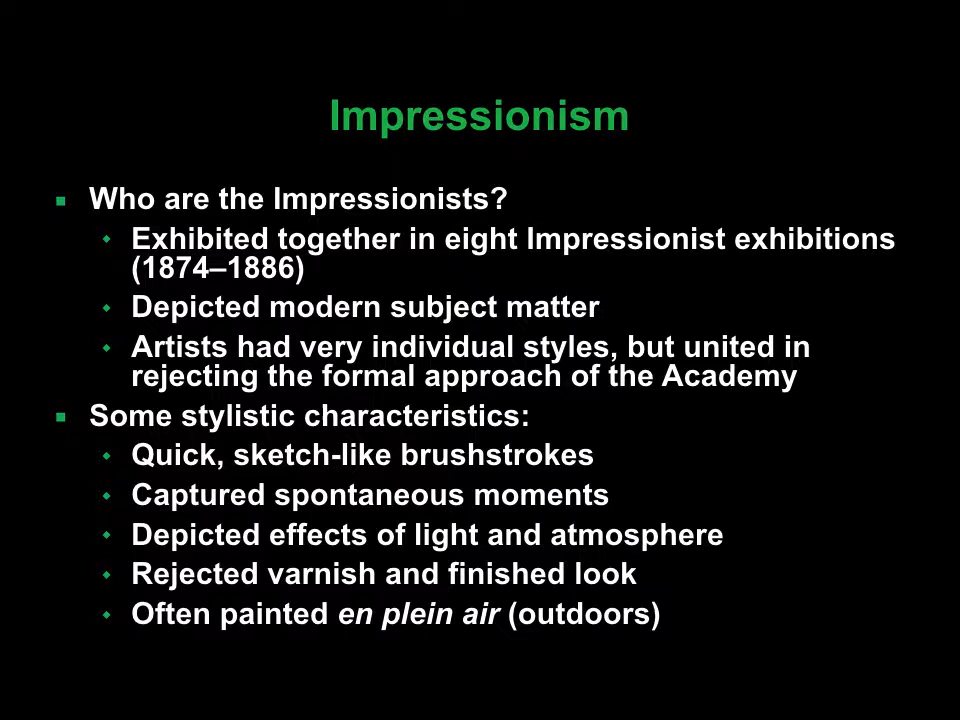 Impressionism
Who are the Impressionists?
Exhibited together in eight Impressionist exhibitions
(1874–1886)
Depicted modern subject matter
Artists had very individual styles, but united in
rejecting the formal approach of the Academy
Some stylistic characteristics:
Quick, sketch-like brushstrokes
Captured spontaneous moments
Depicted effects of light and atmosphere
Rejected varnish and finished look
Often painted en plein air (outdoors)